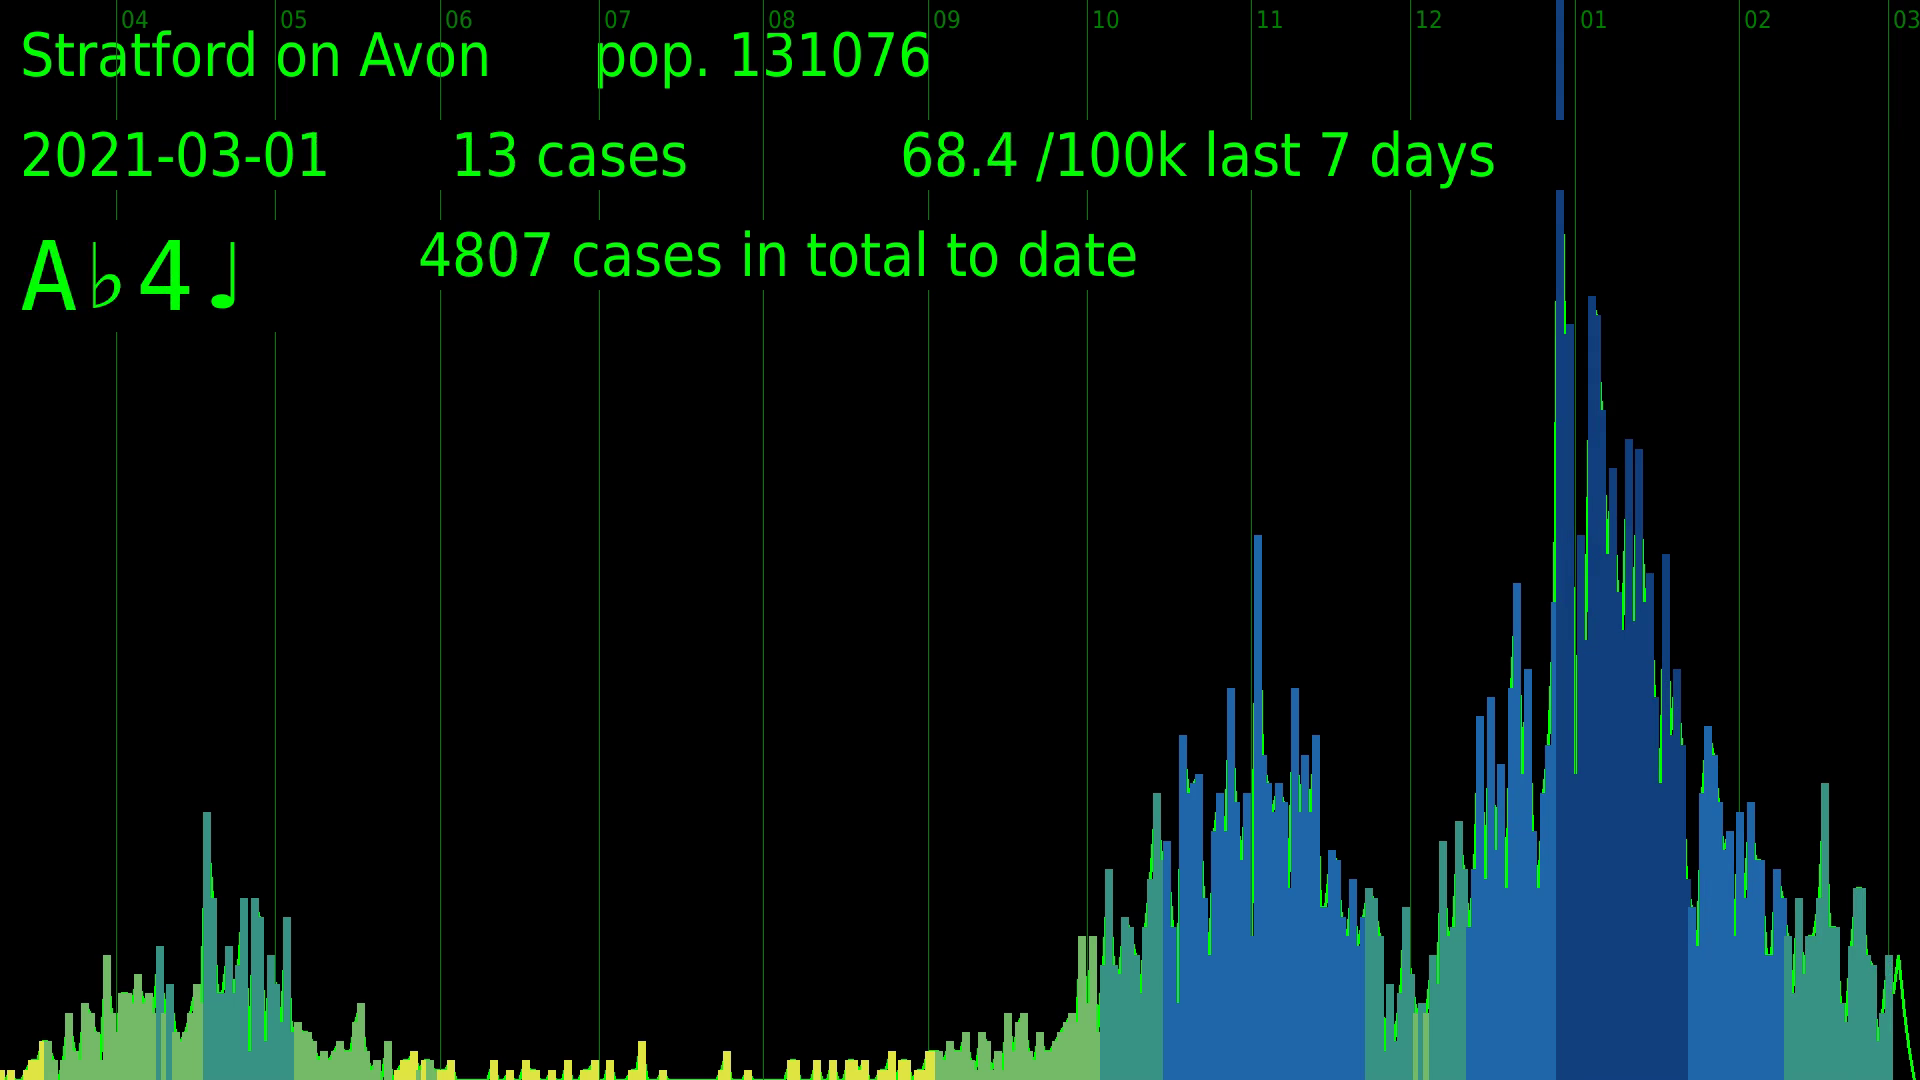 04 05 06 07 08 09 10 11 12 01 02 03
Stratford on Avon pop. 131076
2021-03-01 13 cases 68.4 /100k last 7 days
A♭4♩ 4807 cases in total to date